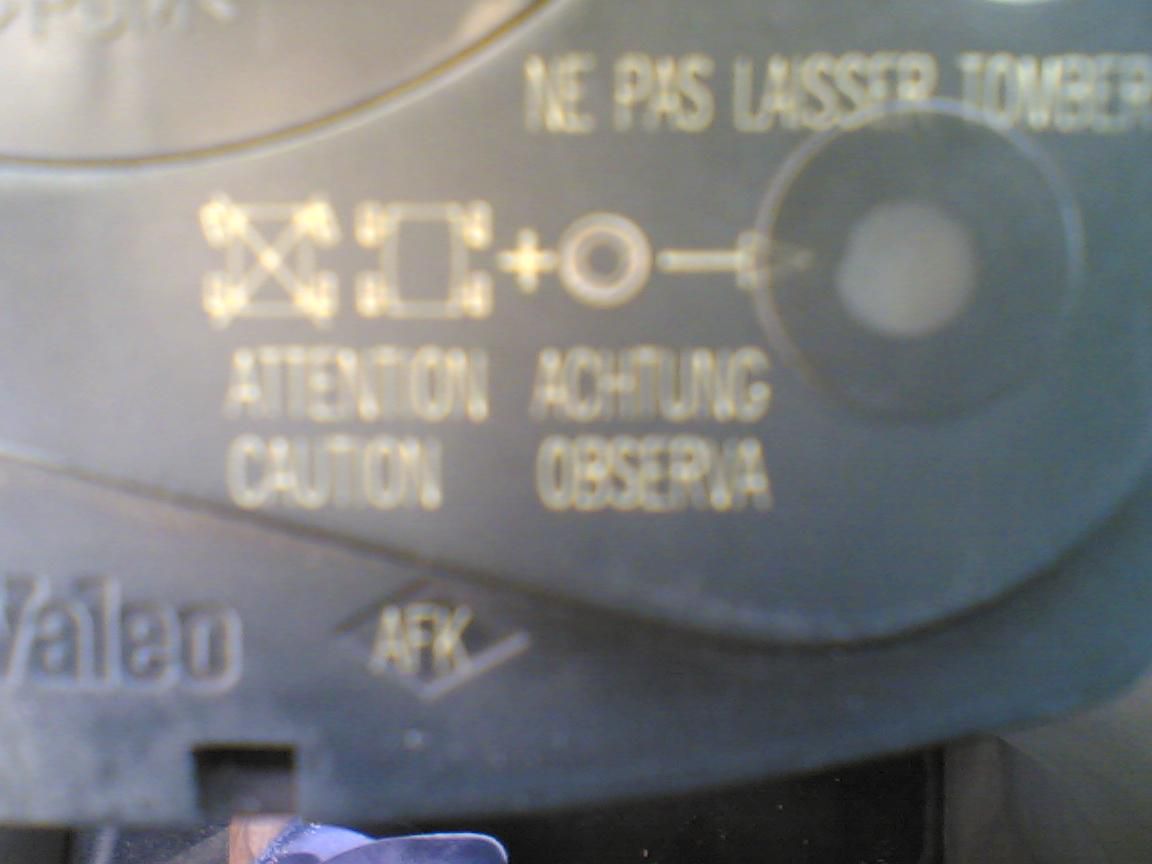 NE PAS LAISSER TOMBER
ATTENTION ACHTUNG
CAUTION OBSERVA
Valeo
AFK